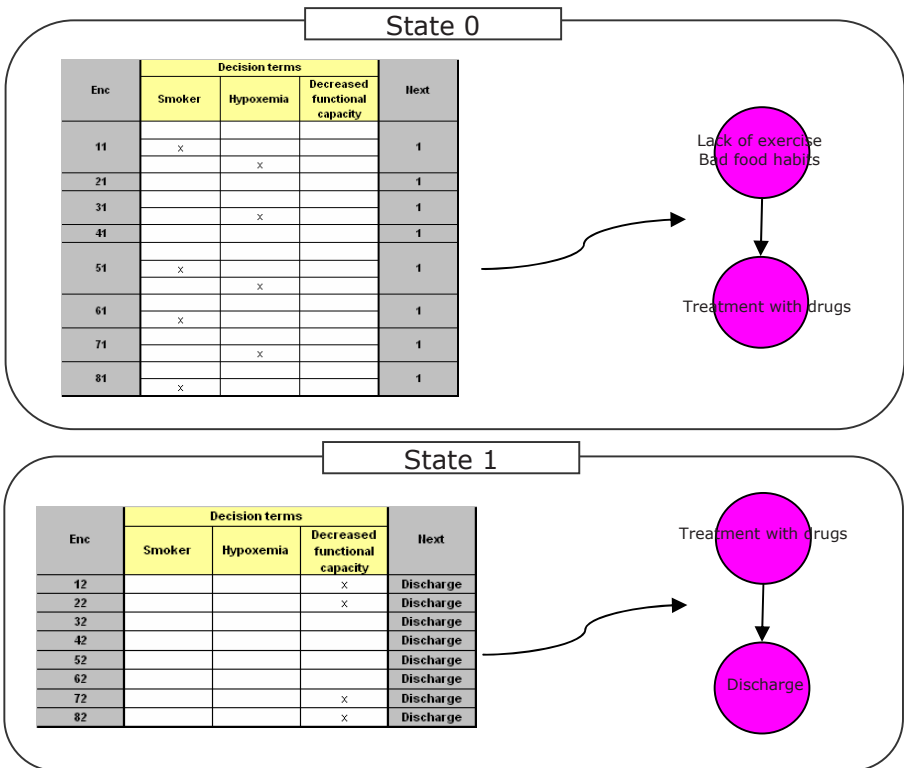 State 0
Enc Decision terms Next
Smoker Hypoxemia Decreased functional capacity
11 1
x
x
21 1
31 1
x
41 1
51 1
x
x
61 1
x
71 1
x
81 1
x
Lack of exercise
Bad food habits
Treatment with drugs
State 1
Enc Decision terms Next
Smoker Hypoxemia Decreased functional capacity
12 x Discharge
22 x Discharge
32 Discharge
42 Discharge
52 Discharge
62 Discharge
72 x Discharge
82 x Discharge
Treatment with drugs
Discharge